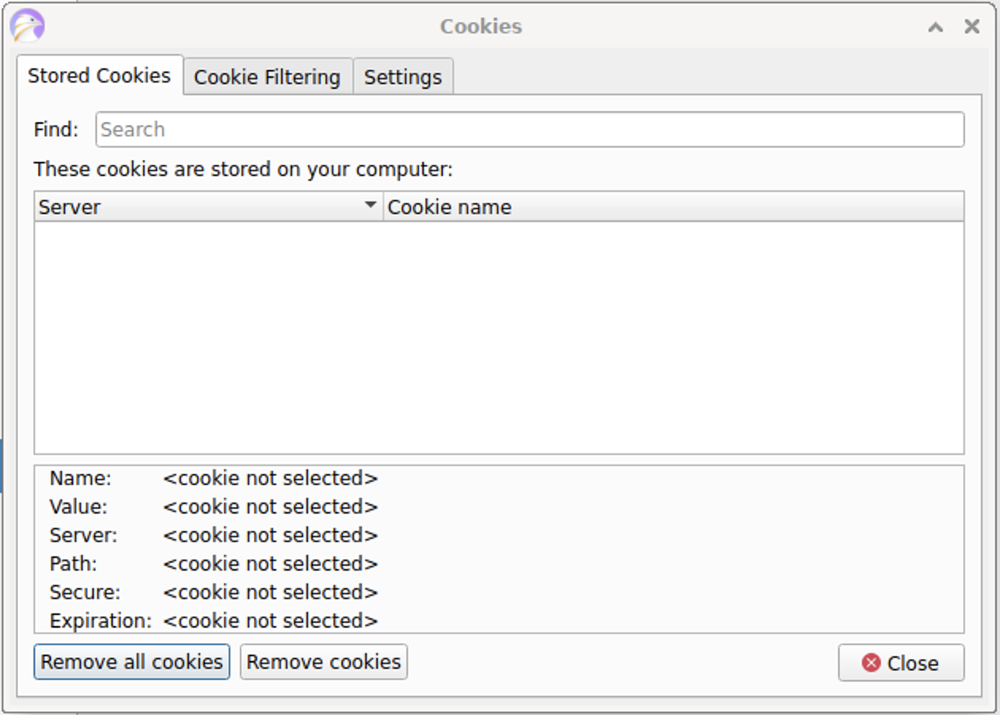 Cookies
Stored Cookies Cookie Filtering Settings
Find: Search
These cookies are stored on your computer:
Server Cookie name
Name: <cookie not selected>
Value: <cookie not selected>
Server: <cookie not selected>
Path: <cookie not selected>
Secure: <cookie not selected>
Expiration: <cookie not selected>
Remove all cookies Remove cookies Close